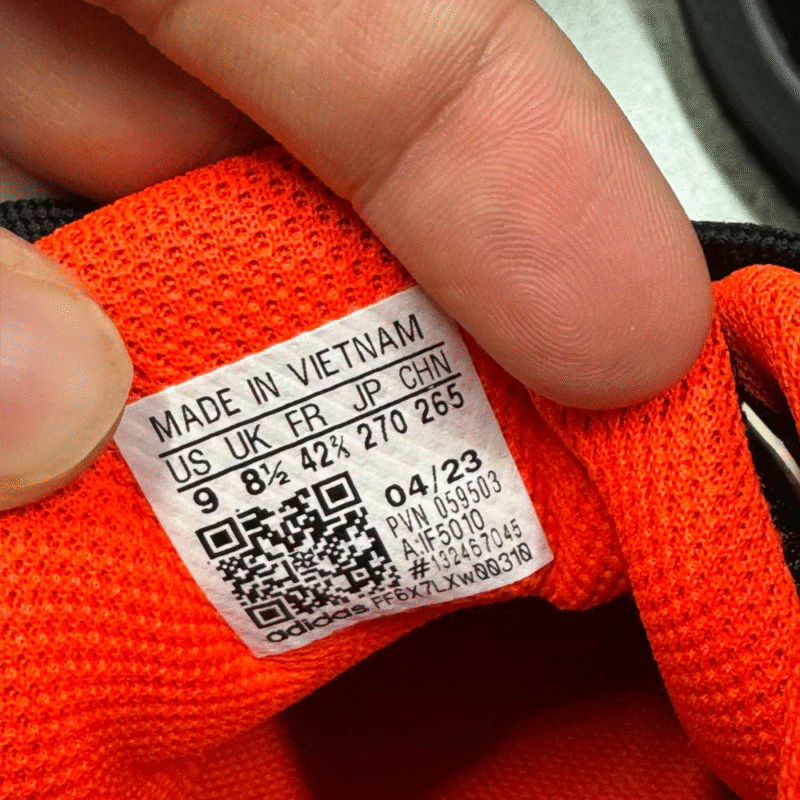 MADE IN VIETNAM
US UK FR JP CHN
9 8½ 42⅔ 270 265
04/23
PVN 059503
A:IF5010
#132467045
adidas FF6X7LXW00310